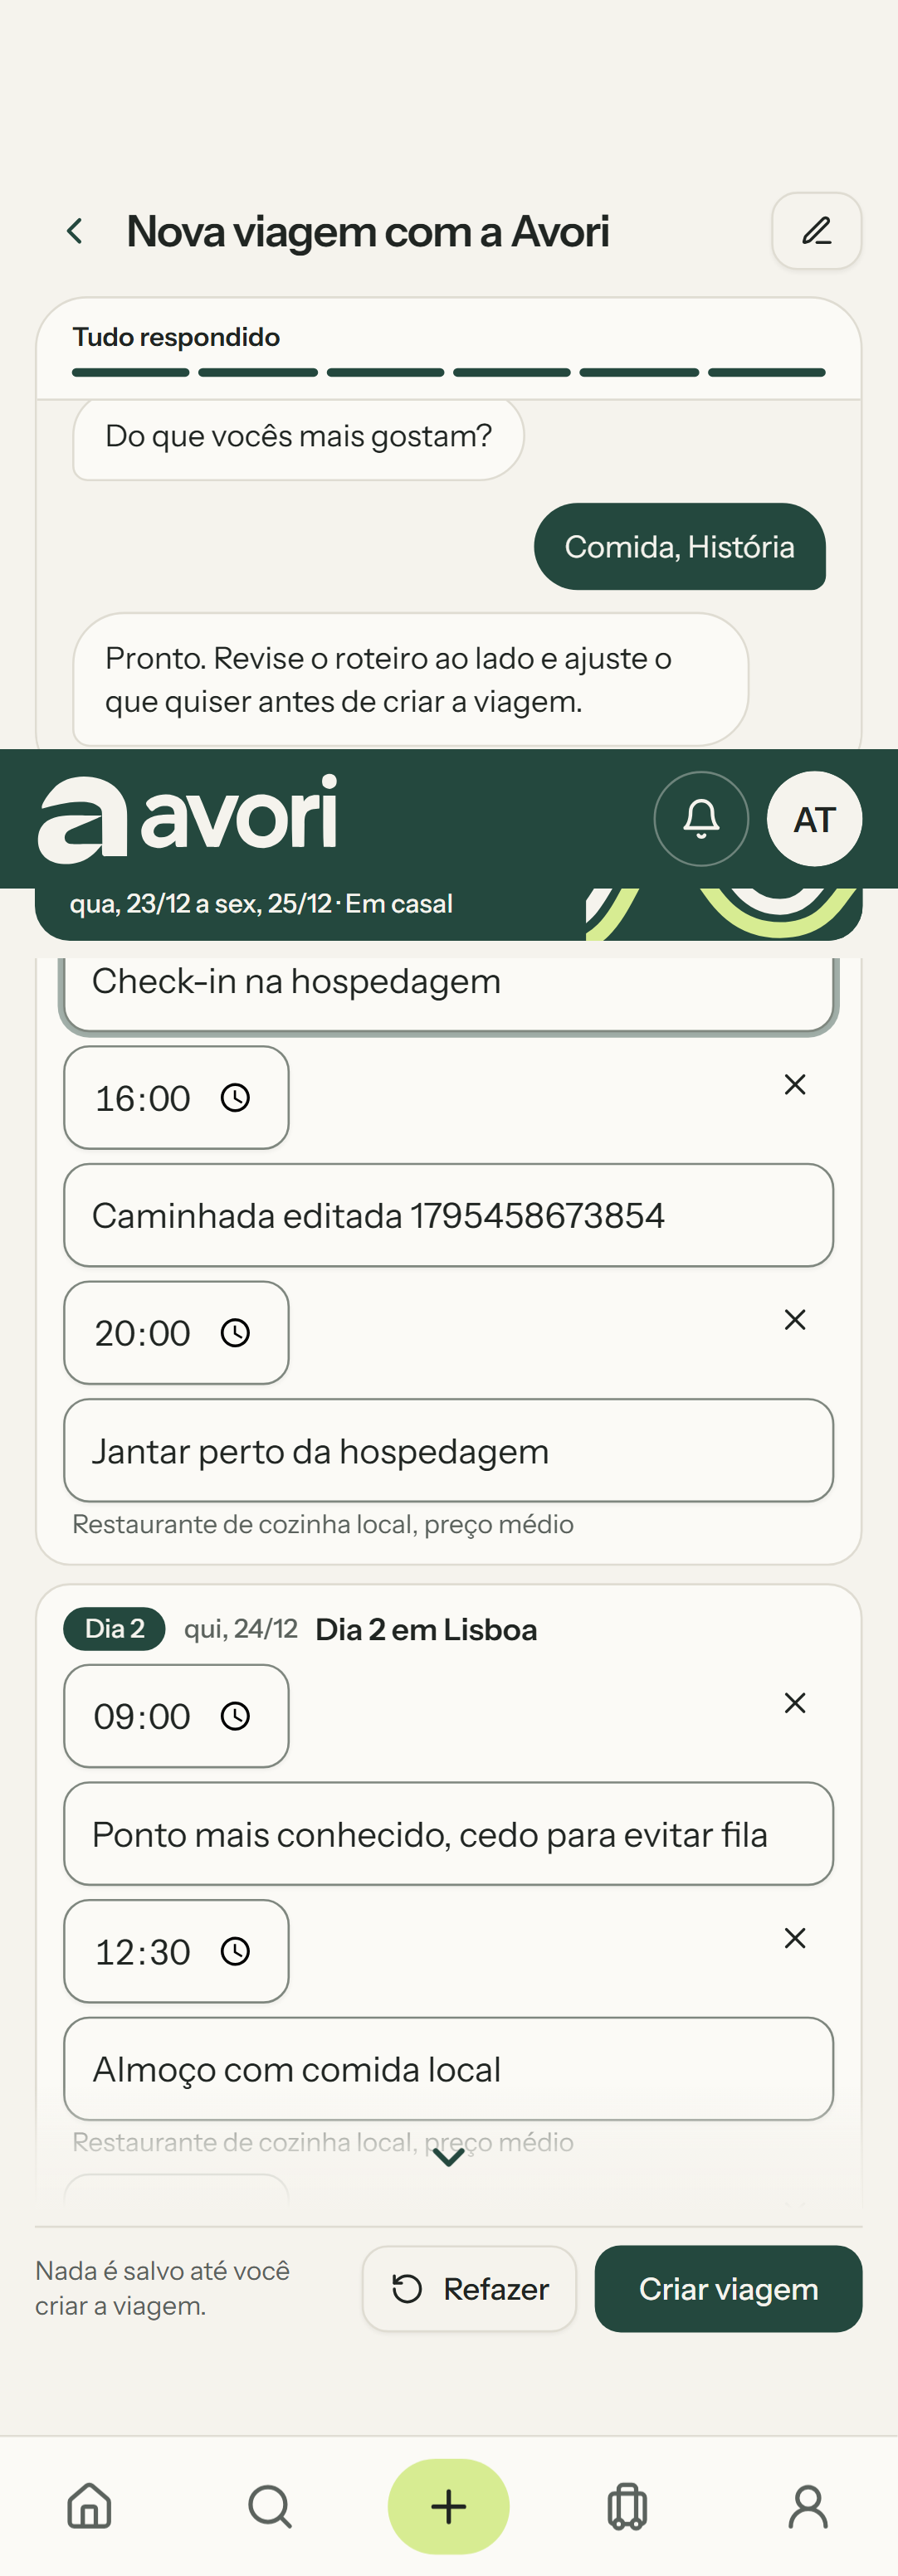 Nova viagem com a Avori
Tudo respondido
Do que vocês mais gostam?
Comida, História
Pronto. Revise o roteiro ao lado e ajuste o
que quiser antes de criar a viagem.
a avori
AT
qua, 23/12 a sex, 25/12 · Em casal
Check-in na hospedagem
16:00
Caminhada editada 1795458673854
20:00
Jantar perto da hospedagem
Restaurante de cozinha local, preço médio
Dia 2 qui, 24/12 Dia 2 em Lisboa
09:00
Ponto mais conhecido, cedo para evitar fila
12:30
Almoço com comida local
Restaurante de cozinha local, preço médio
Nada é salvo até você
criar a viagem.
Refazer
Criar viagem